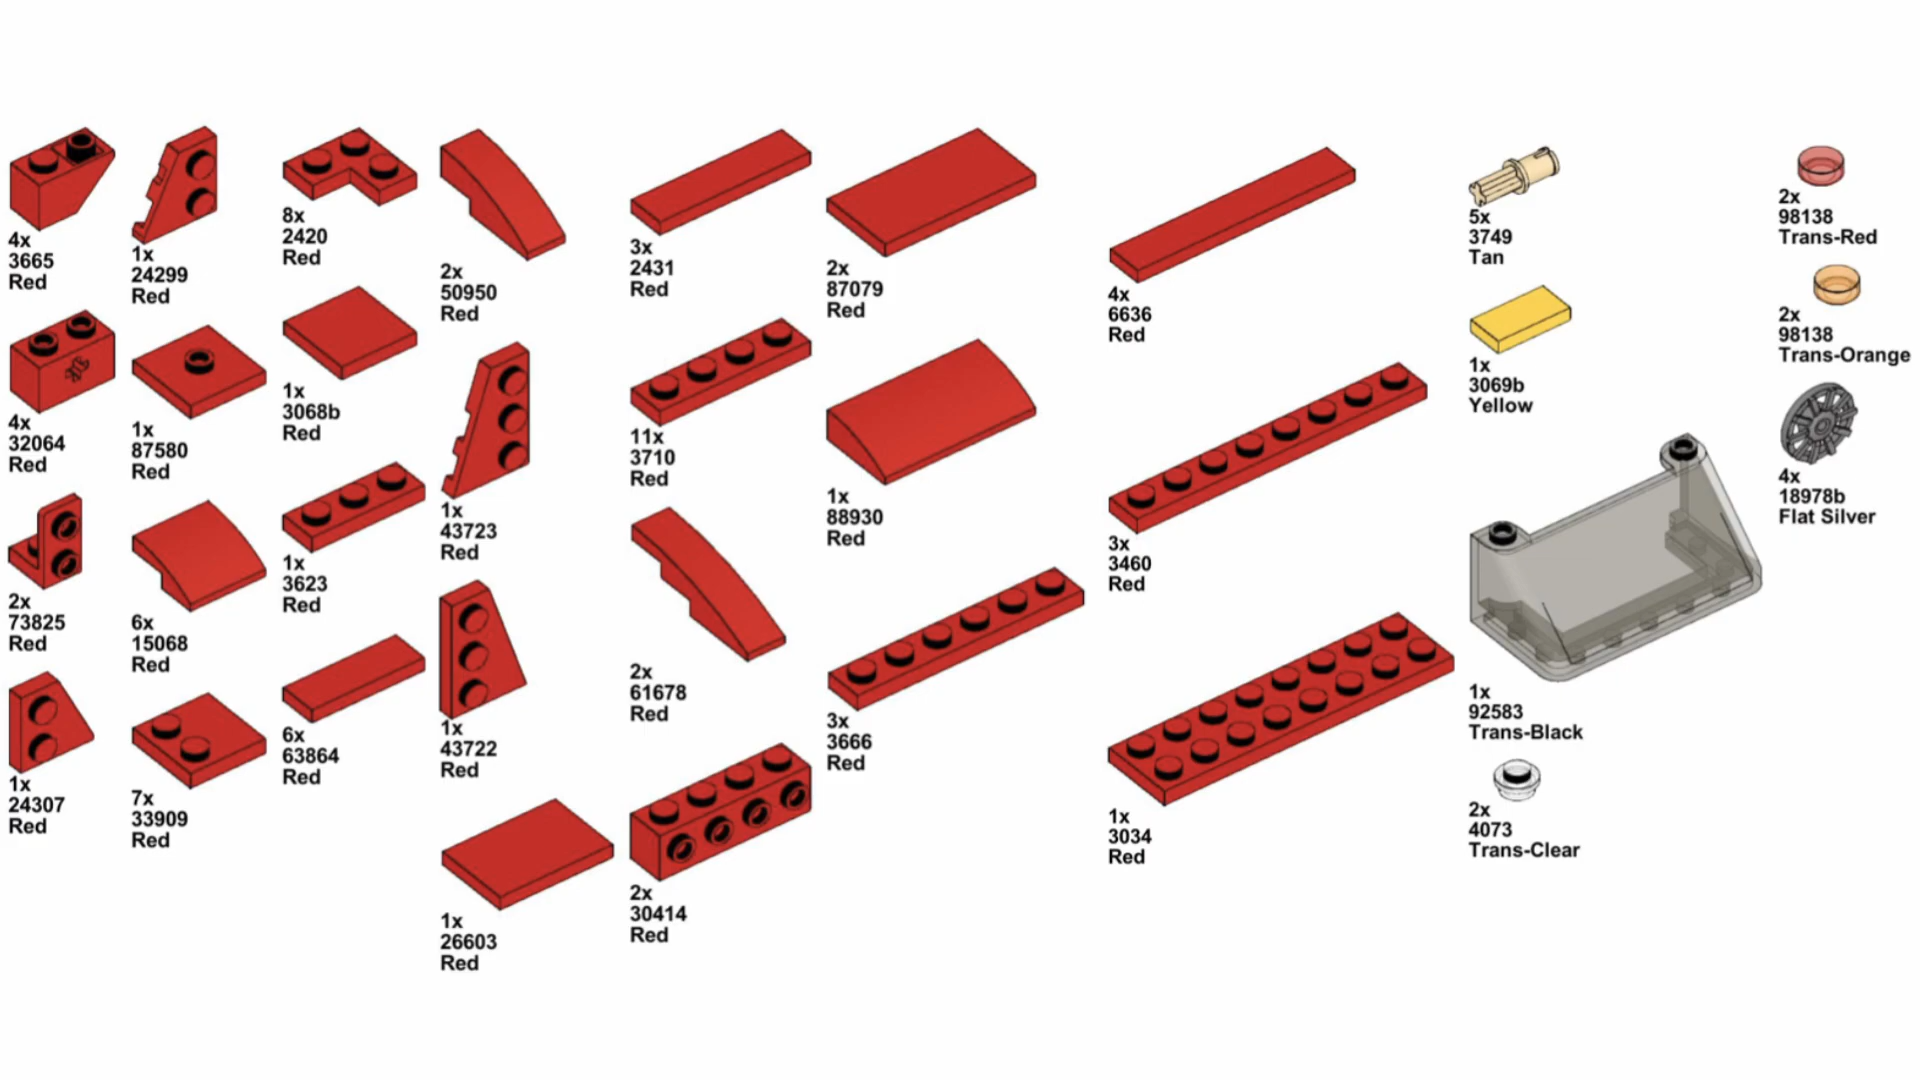 4x
3665
Red
4x
32064
Red
2x
73825
Red
1x
24307
Red
1x
24299
Red
1x
87580
Red
6x
15068
Red
7x
33909
Red
8x
2420
Red
1x
3068b
Red
1x
3623
Red
6x
63864
Red
2x
50950
Red
1x
43723
Red
1x
43722
Red
1x
26603
Red
3x
2431
Red
11x
3710
Red
2x
61678
Red
2x
30414
Red
2x
87079
Red
1x
88930
Red
3x
3666
Red
4x
6636
Red
3x
3460
Red
1x
3034
Red
5x
3749
Tan
1x
3069b
Yellow
1x
92583
Trans-Black
2x
4073
Trans-Clear
2x
98138
Trans-Red
2x
98138
Trans-Orange
4x
18978b
Flat Silver